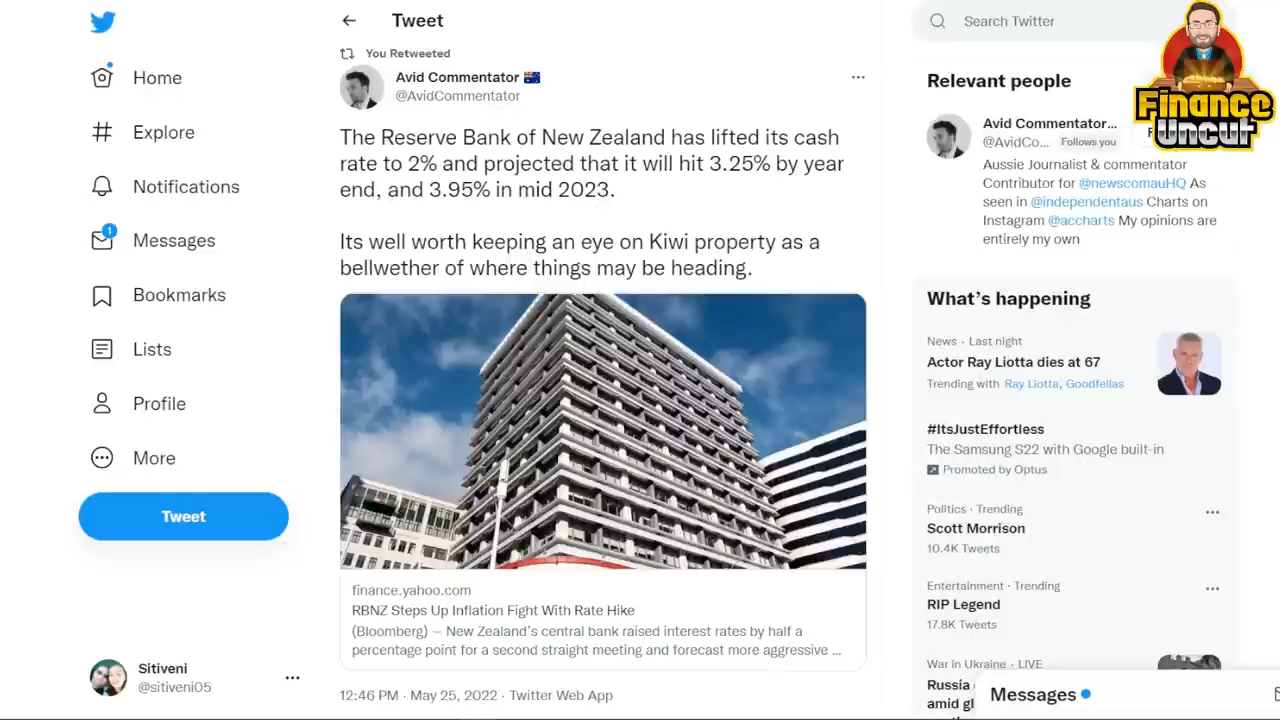 Home
Explore
Notifications
1
Messages
Bookmarks
Lists
Profile
More
Tweet
Sitiveni
@sitiveni05
Tweet
You Retweeted
Avid Commentator 🇦🇺
@AvidCommentator
The Reserve Bank of New Zealand has lifted its cash
rate to 2% and projected that it will hit 3.25% by year
end, and 3.95% in mid 2023.
Its well worth keeping an eye on Kiwi property as a
bellwether of where things may be heading.
finance.yahoo.com
RBNZ Steps Up Inflation Fight With Rate Hike
(Bloomberg) — New Zealand's central bank raised interest rates by half a
percentage point for a second straight meeting and forecast more aggressive ...
12:46 PM · May 25, 2022 · Twitter Web App
Search Twitter
Finance
Uncut
Relevant people
Avid Commentator...
@AvidCo... Follows you
Aussie Journalist & commentator
Contributor for @newscomauHQ As
seen in @independentaus Charts on
Instagram @accharts My opinions are
entirely my own
What's happening
News · Last night
Actor Ray Liotta dies at 67
Trending with Ray Liotta, Goodfellas
#ItsJustEffortless
The Samsung S22 with Google built-in
Promoted by Optus
Politics · Trending
Scott Morrison
10.4K Tweets
Entertainment · Trending
RIP Legend
17.8K Tweets
War in Ukraine · LIVE
Russia
amid
Messages